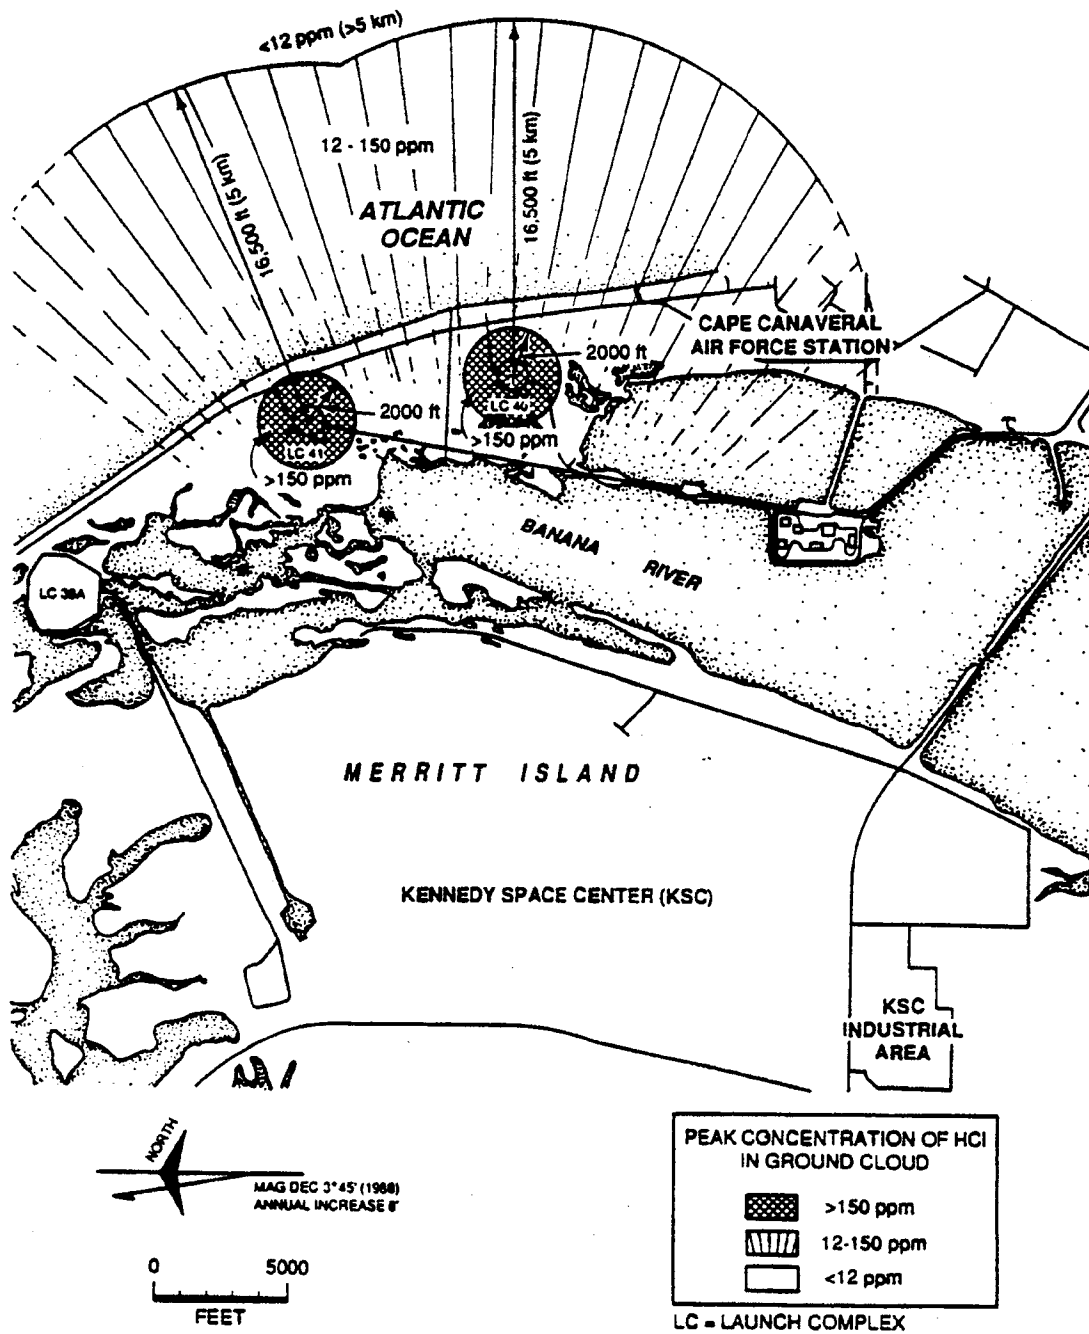 <12 ppm (>5 km)
12 - 150 ppm
16,500 ft (5 km)
16,500 ft (5 km)
ATLANTIC
OCEAN
CAPE CANAVERAL
AIR FORCE STATION
2000 ft
2000 ft
LC 40
>150 ppm
LC 41
>150 ppm
BANANA
RIVER
LC 39A
MERRITT ISLAND
KENNEDY SPACE CENTER (KSC)
KSC
INDUSTRIAL
AREA
NORTH
MAG DEC 3°45' (1988)
ANNUAL INCREASE 8'
0 5000
FEET
PEAK CONCENTRATION OF HCl
IN GROUND CLOUD
>150 ppm
12-150 ppm
<12 ppm
LC = LAUNCH COMPLEX